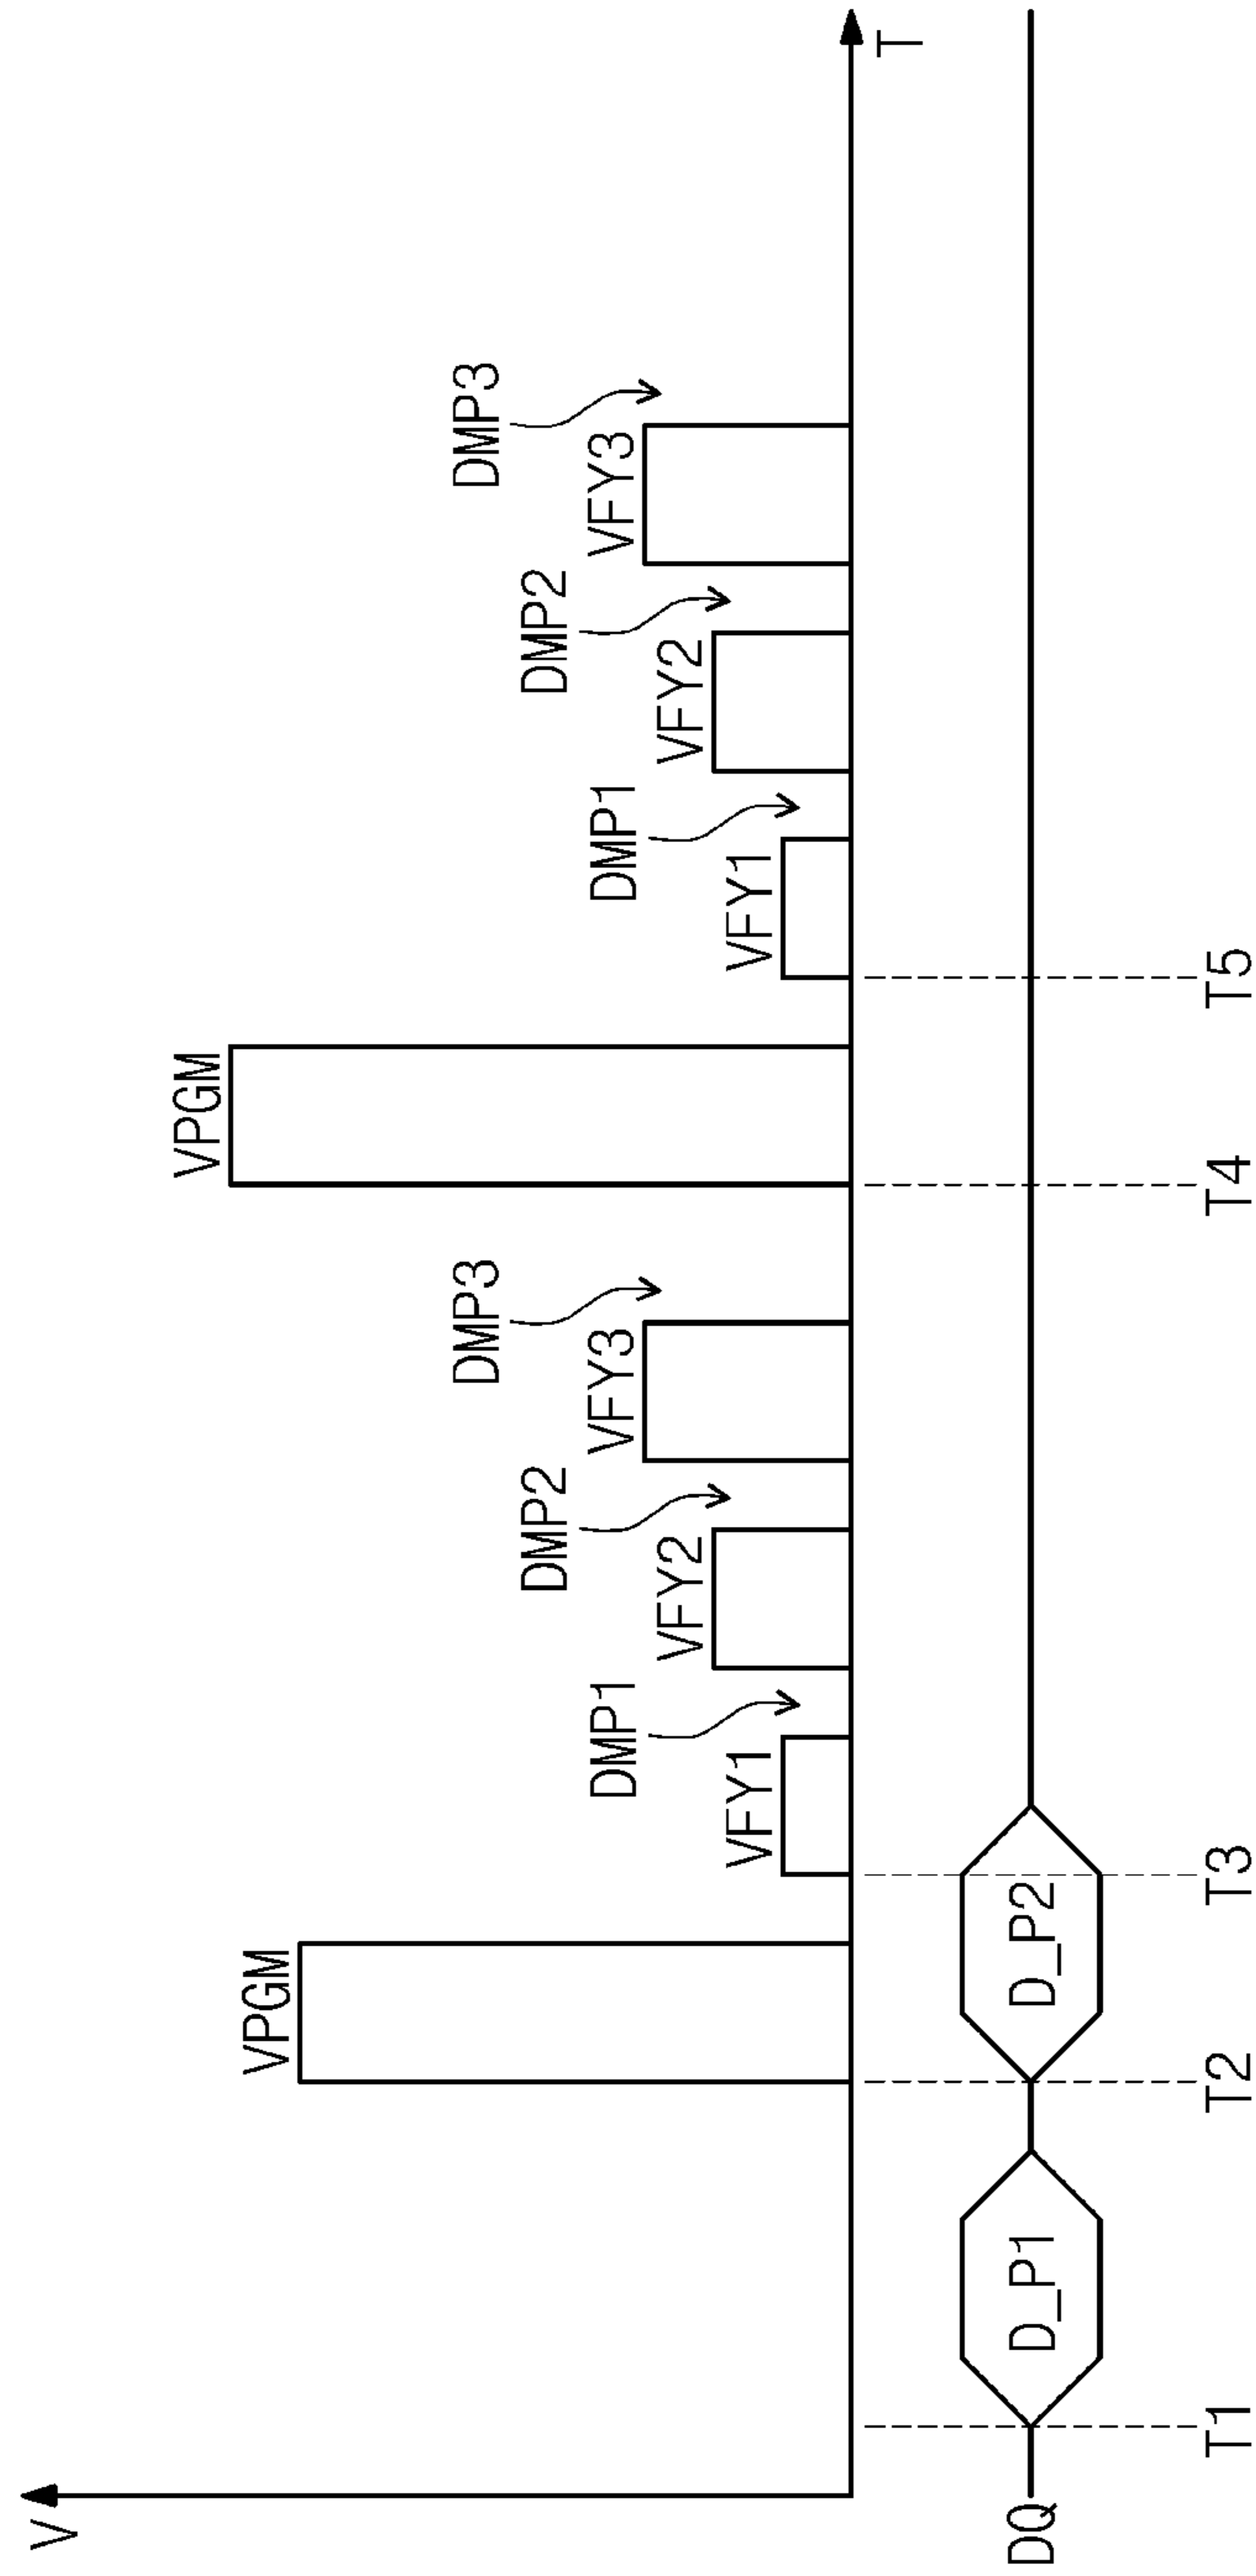 V
VPGM
VPGM
DMP3
DMP3
DMP2
DMP2
VFY3
VFY3
DMP1
DMP1
VFY2
VFY2
VFY1
VFY1
T
DQ
D_P1
D_P2
T1
T2
T3
T4
T5